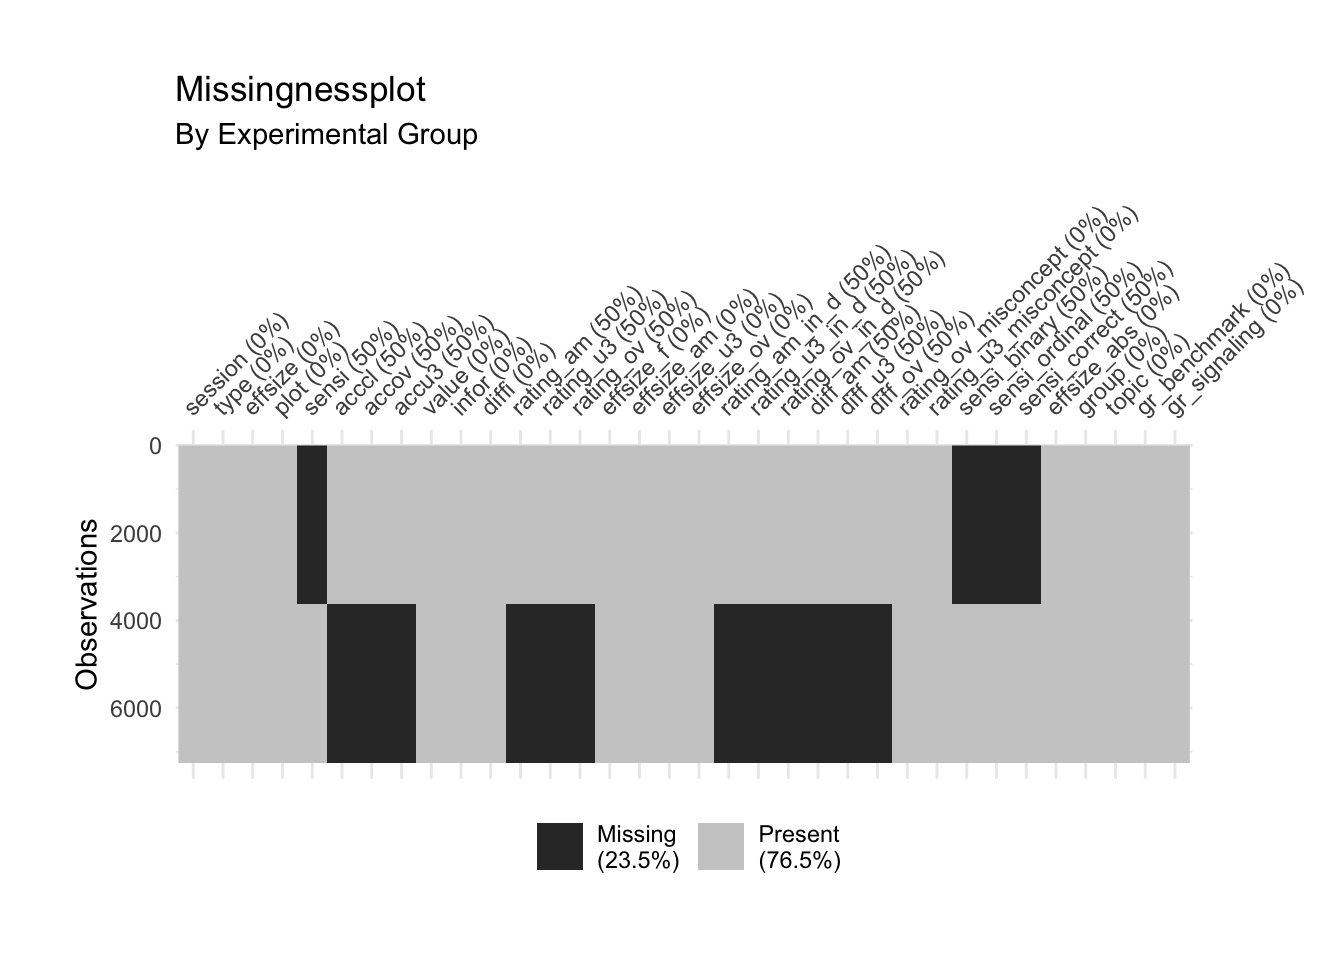 Missingnessplot
By Experimental Group
session (0%)
type (0%)
effsize (0%)
plot (0%)
sensi (50%)
acccl (50%)
accov (50%)
accu3 (50%)
value (0%)
infor (0%)
diffi (0%)
rating_am (50%)
rating_u3 (50%)
rating_ov (50%)
effsize_f (0%)
effsize_am (0%)
effsize_u3 (0%)
effsize_ov (0%)
rating_am_in_d (50%)
rating_u3_in_d (50%)
rating_ov_in_d (50%)
diff_am (50%)
diff_u3 (50%)
diff_ov (50%)
rating_ov_misconcept (0%)
rating_u3_misconcept (0%)
sensi_binary (50%)
sensi_ordinal (50%)
sensi_correct (50%)
effsize_abs (0%)
group (0%)
topic (0%)
gr_benchmark (0%)
gr_signaling (0%)
Observations
0
2000
4000
6000
Missing
(23.5%)
Present
(76.5%)